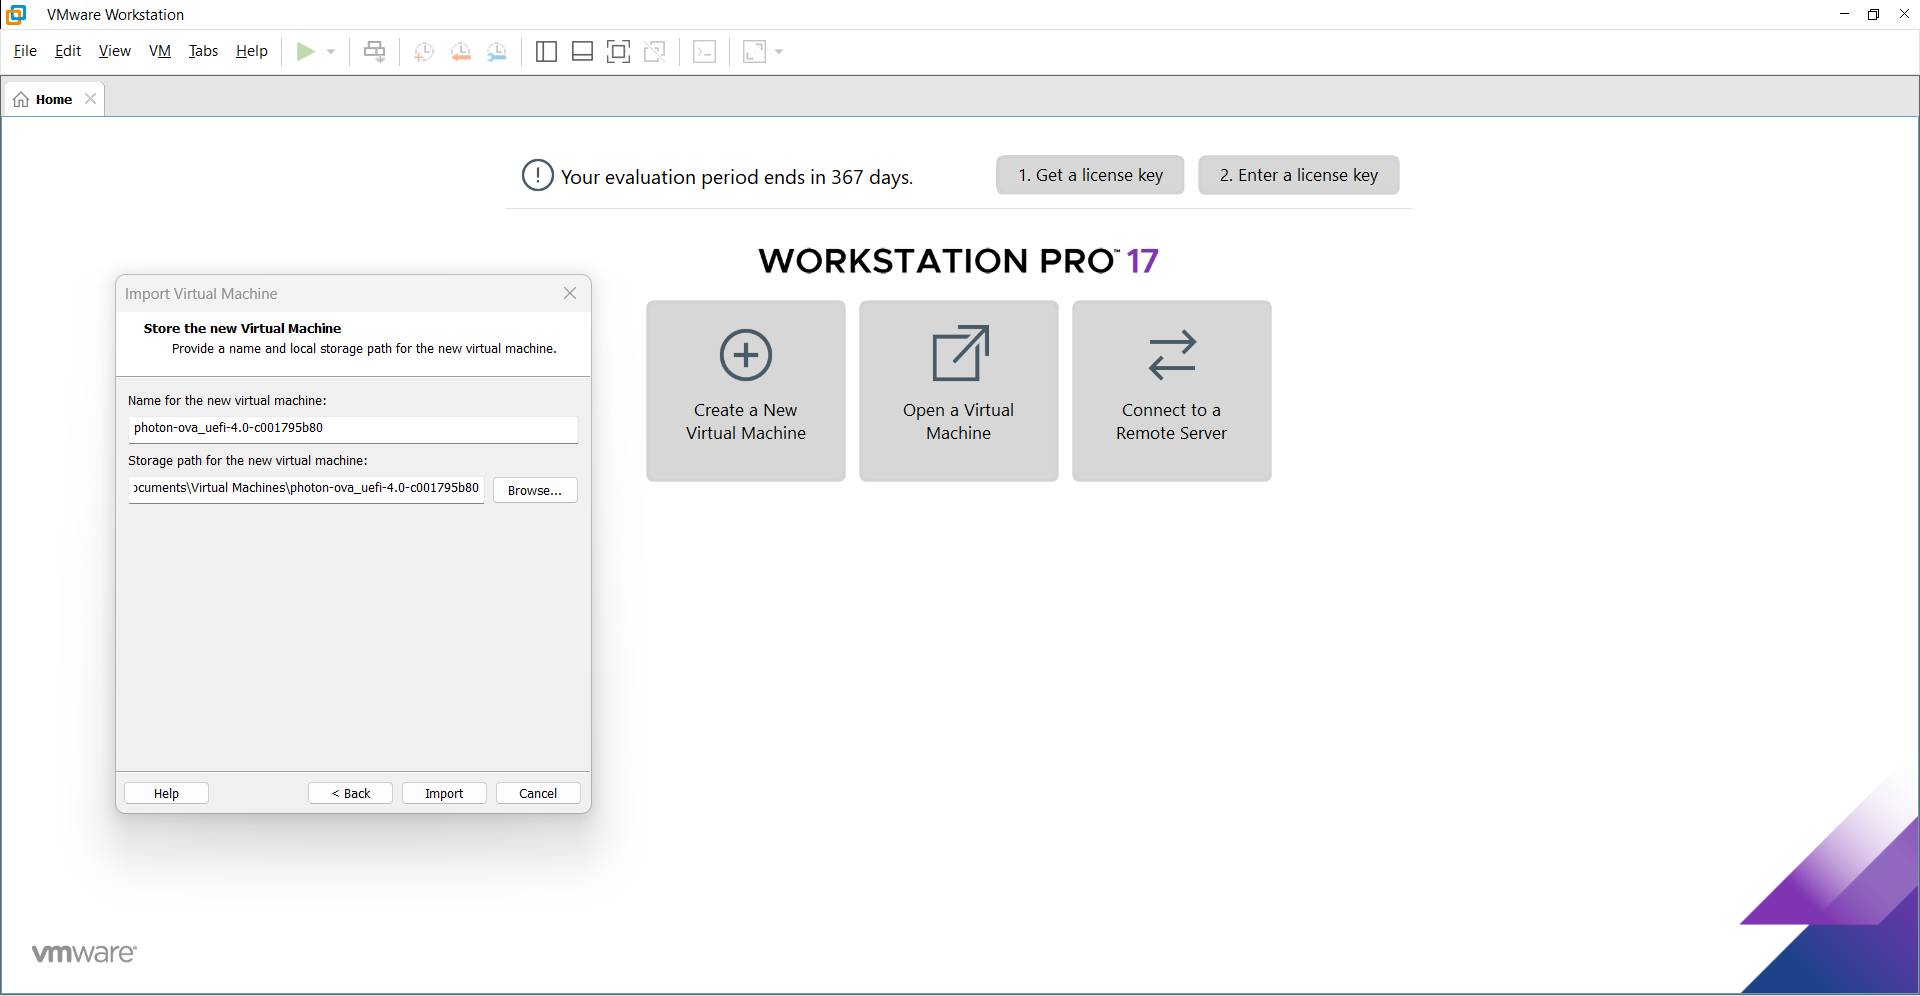 VMware Workstation
File Edit View VM Tabs Help
Home
Your evaluation period ends in 367 days.
1. Get a license key
2. Enter a license key
WORKSTATION PRO™ 17
Import Virtual Machine
Store the new Virtual Machine
Provide a name and local storage path for the new virtual machine.
Name for the new virtual machine:
photon-ova_uefi-4.0-c001795b80
Storage path for the new virtual machine:
ocuments\Virtual Machines\photon-ova_uefi-4.0-c001795b80
Browse...
Help
< Back
Import
Cancel
Create a New
Virtual Machine
Open a Virtual
Machine
Connect to a
Remote Server
vmware®